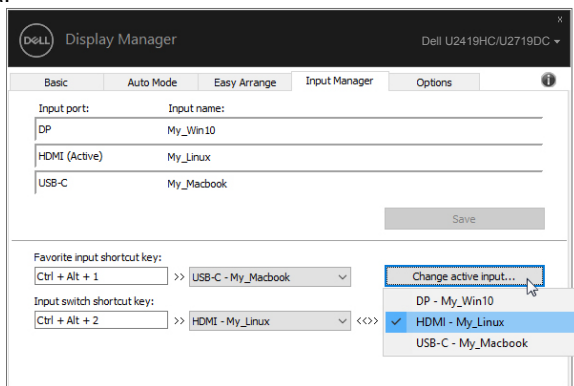 x
DELL Display Manager Dell U2419HC/U2719DC
Basic Auto Mode Easy Arrange Input Manager Options i
Input port: Input name:
DP My_Win10
HDMI (Active) My_Linux
USB-C My_Macbook
Save
Favorite input shortcut key:
Ctrl + Alt + 1 >> USB-C - My_Macbook Change active input...
DP - My_Win10
Input switch shortcut key:
Ctrl + Alt + 2 >> HDMI - My_Linux <<>> HDMI - My_Linux
USB-C - My_Macbook